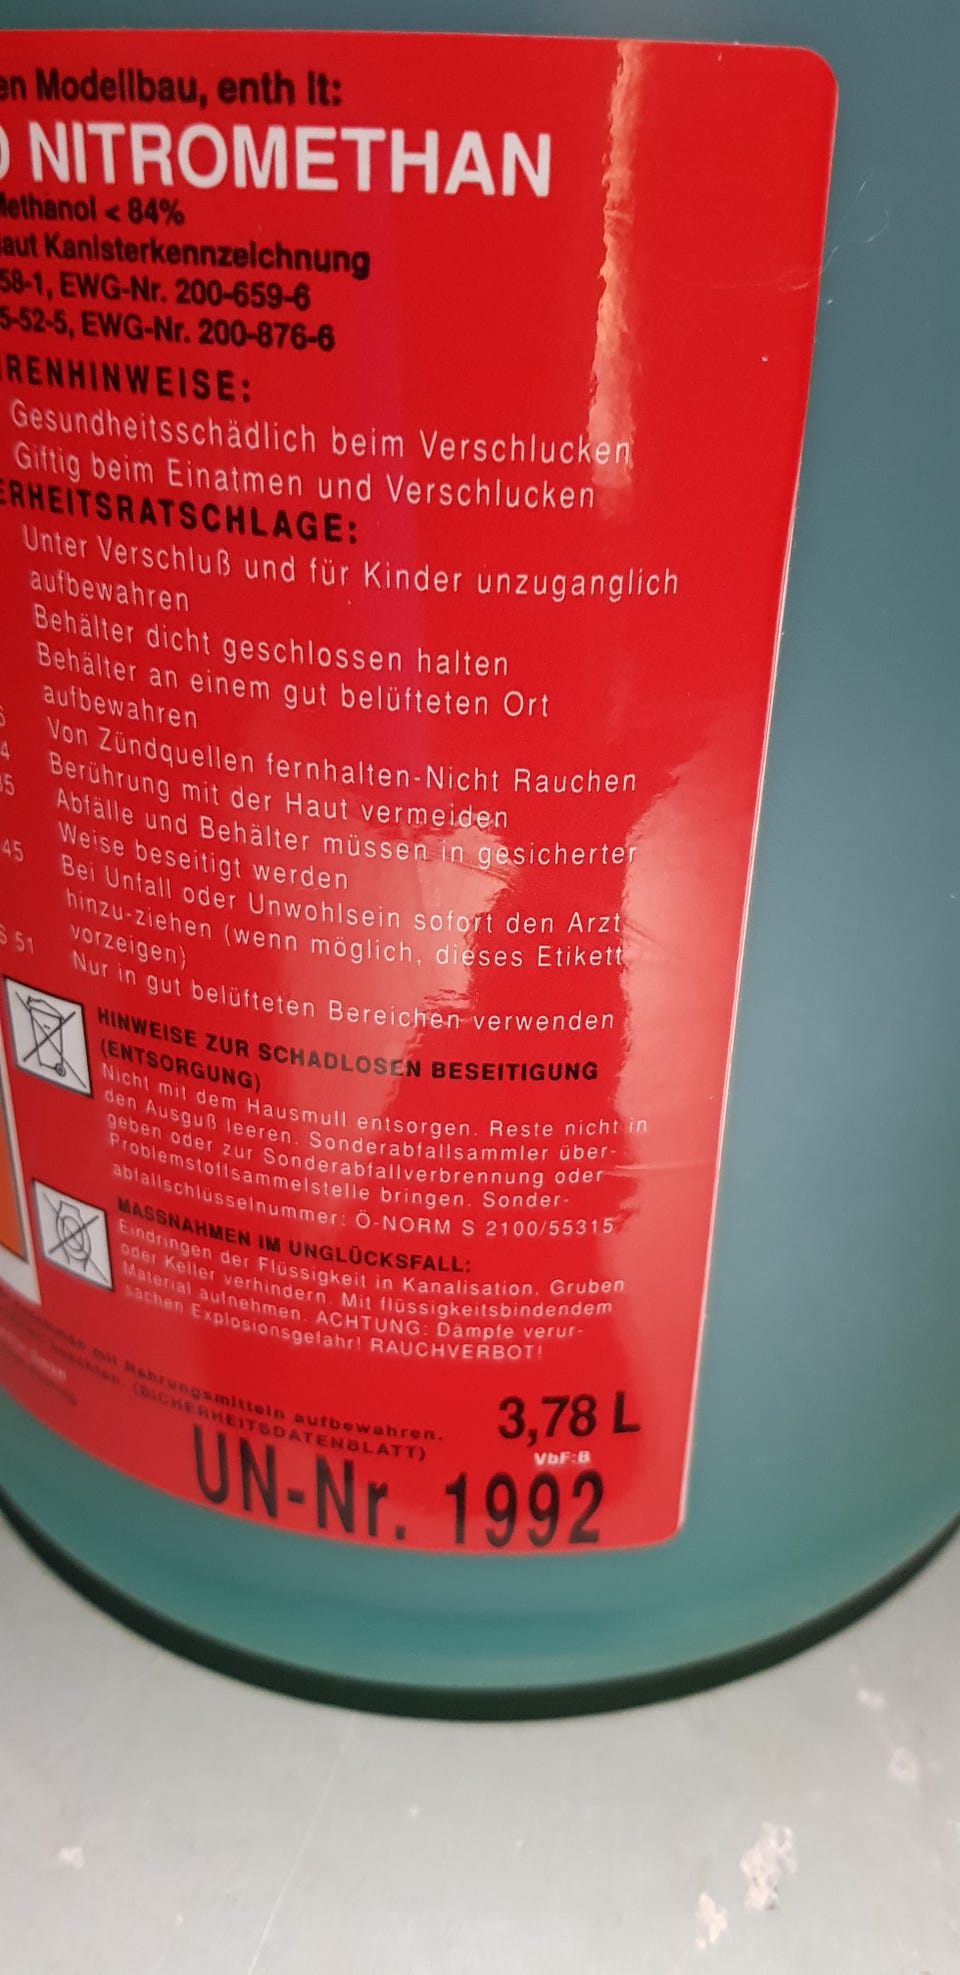 en Modellbau, enth lt:
) NITROMETHAN
Methanol < 84%
laut Kanisterkennzeichnung
58-1, EWG-Nr. 200-659-6
5-52-5, EWG-Nr. 200-876-6
RENHINWEISE:
Gesundheitsschädlich beim Verschlucken
Giftig beim Einatmen und Verschlucken
ERHEITSRATSCHLAGE:
Unter Verschluß und für Kinder unzuganglich
aufbewahren
Behälter dicht geschlossen halten
Behälter an einem gut belüfteten Ort
aufbewahren
Von Zündquellen fernhalten-Nicht Rauchen
4 Berührung mit der Haut vermeiden
35 Abfälle und Behälter müssen in gesicherter
Weise beseitigt werden
45 Bei Unfall oder Unwohlsein sofort den Arzt
hinzu-ziehen (wenn möglich, dieses Etikett
vorzeigen)
S 51 Nur in gut belüfteten Bereichen verwenden
HINWEISE ZUR SCHADLOSEN BESEITIGUNG
(ENTSORGUNG)
Nicht mit dem Hausmull entsorgen. Reste nicht in
den Ausguß leeren. Sonderabfallsammler über-
geben oder zur Sonderabfallverbrennung oder
Problemstoffsammelstelle bringen. Sonder-
abfallschlüsselnummer: Ö-NORM S 2100/55315
MASSNAHMEN IM UNGLÜCKSFALL:
Eindringen der Flüssigkeit in Kanalisation, Gruben
oder Keller verhindern. Mit flüssigkeitsbindendem
Material aufnehmen. ACHTUNG: Dämpfe verur-
sachen Explosionsgefahr! RAUCHVERBOT!
mit Nahrungsmitteln aufbewahren.
(SICHERHEITSDATENBLATT)
3,78 L
VbF:B
UN-Nr. 1992